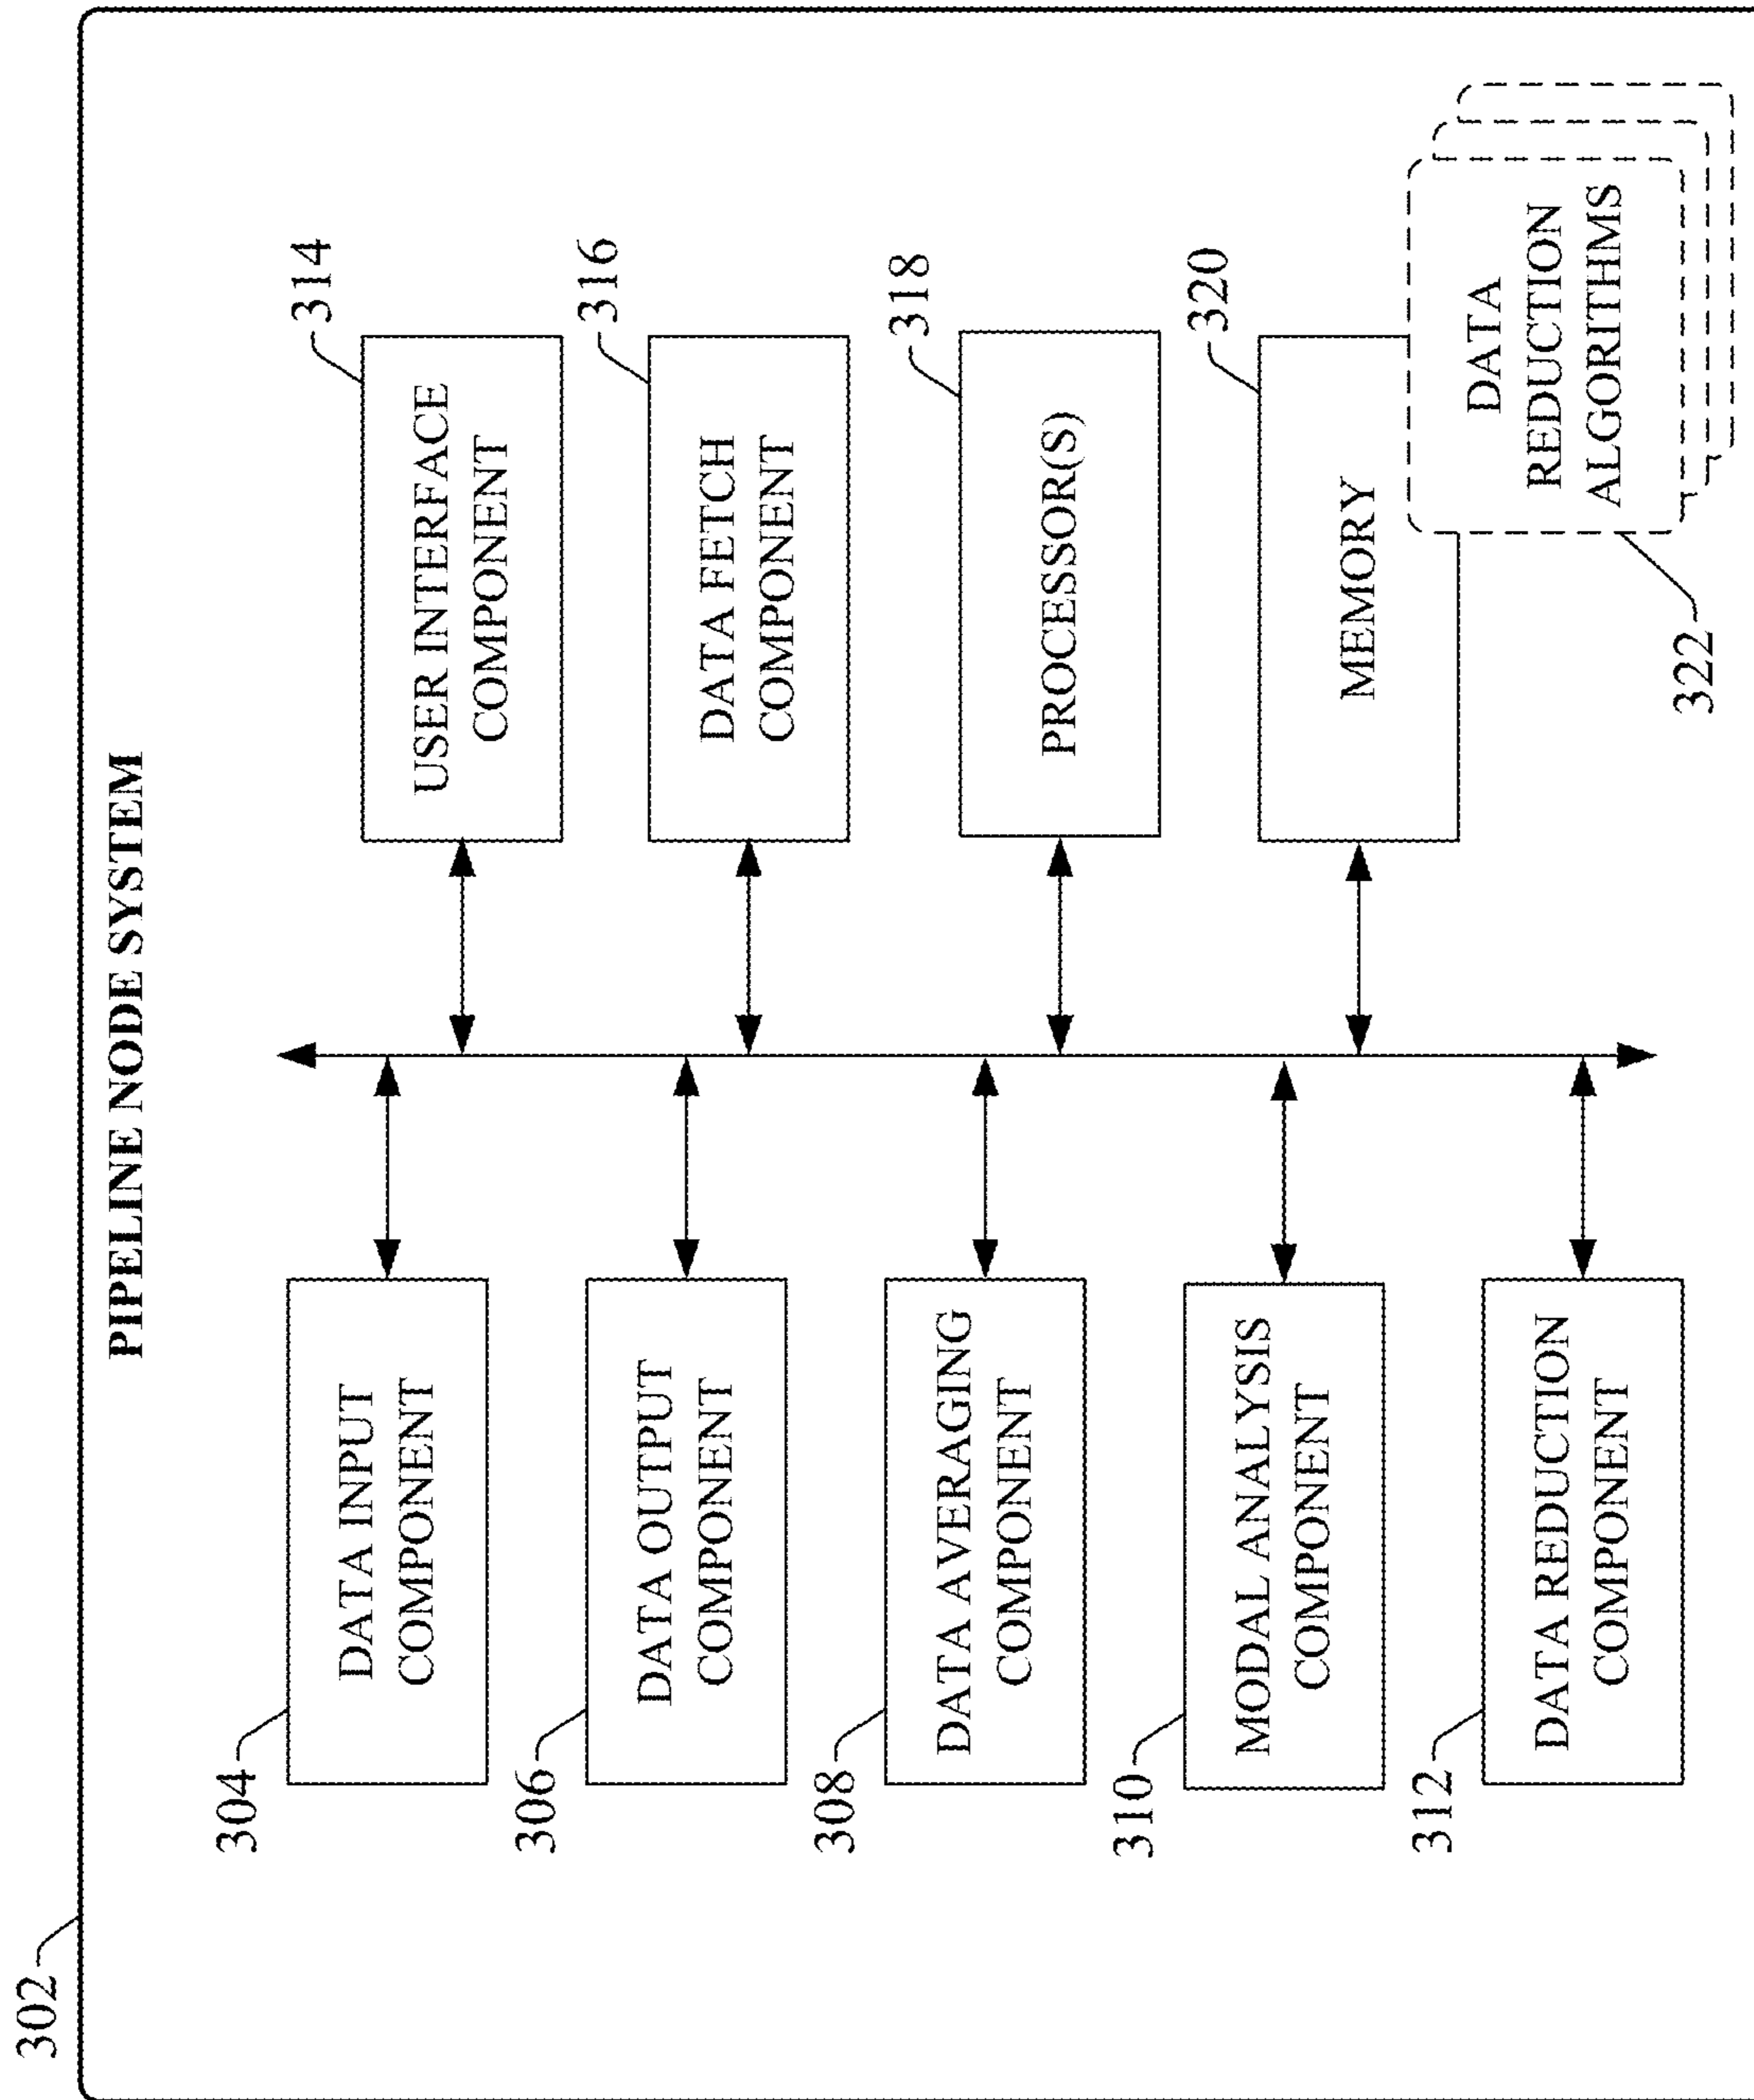 302
PIPELINE NODE SYSTEM
304
DATA INPUT
COMPONENT
306
DATA OUTPUT
COMPONENT
308
DATA AVERAGING
COMPONENT
310
MODAL ANALYSIS
COMPONENT
312
DATA REDUCTION
COMPONENT
314
USER INTERFACE
COMPONENT
316
DATA FETCH
COMPONENT
318
PROCESSOR(S)
320
MEMORY
DATA
REDUCTION
ALGORITHMS
322